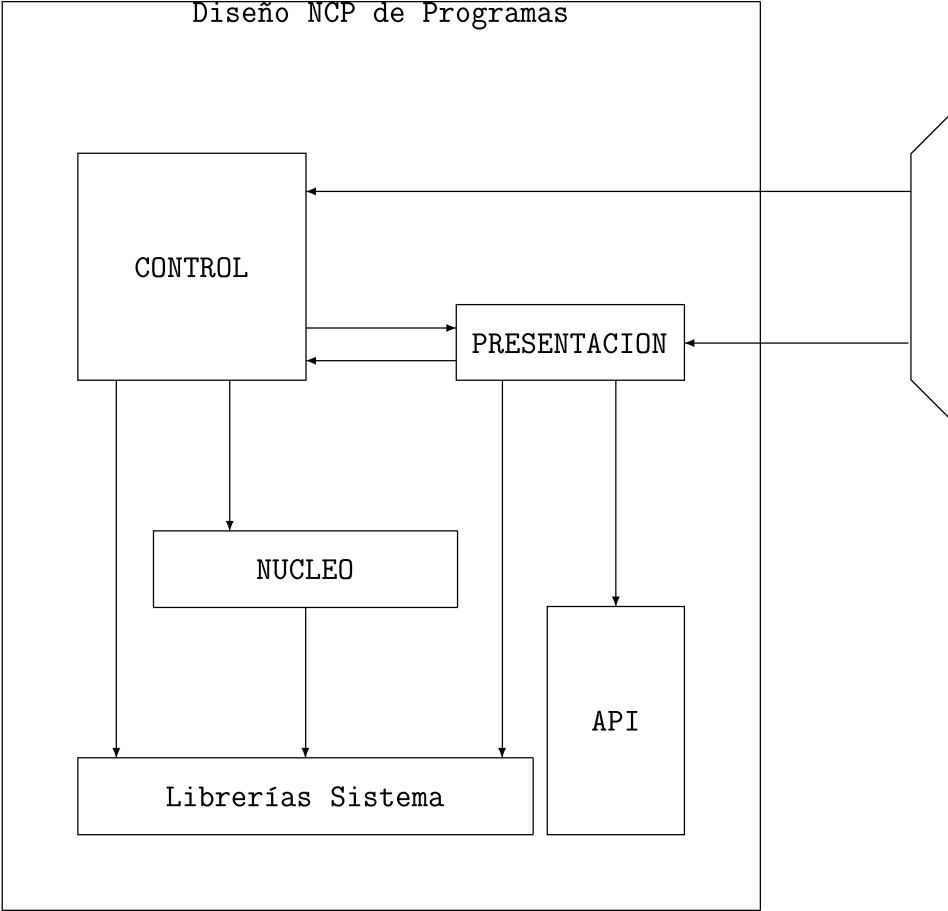 Diseño NCP de Programas
CONTROL
PRESENTACION
NUCLEO
API
Librerías Sistema